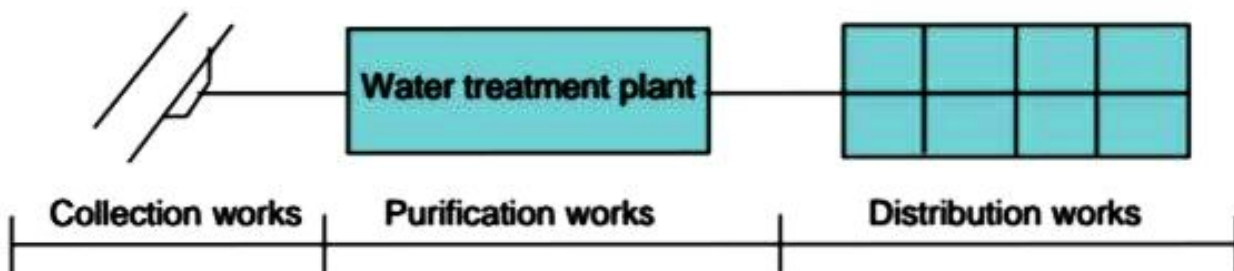 Water treatment plant
Collection works
Purification works
Distribution works